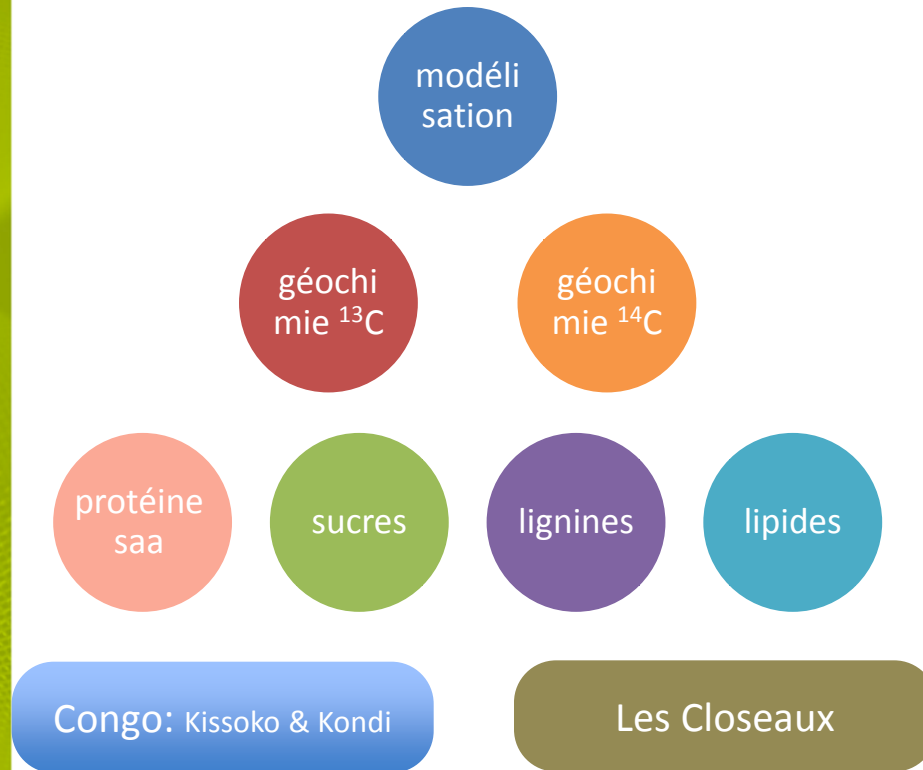 modéli
sation
géochi
mie ¹³C
géochi
mie ¹⁴C
protéine
saa
sucres
lignines
lipides
Congo: Kissoko & Kondi
Les Closeaux